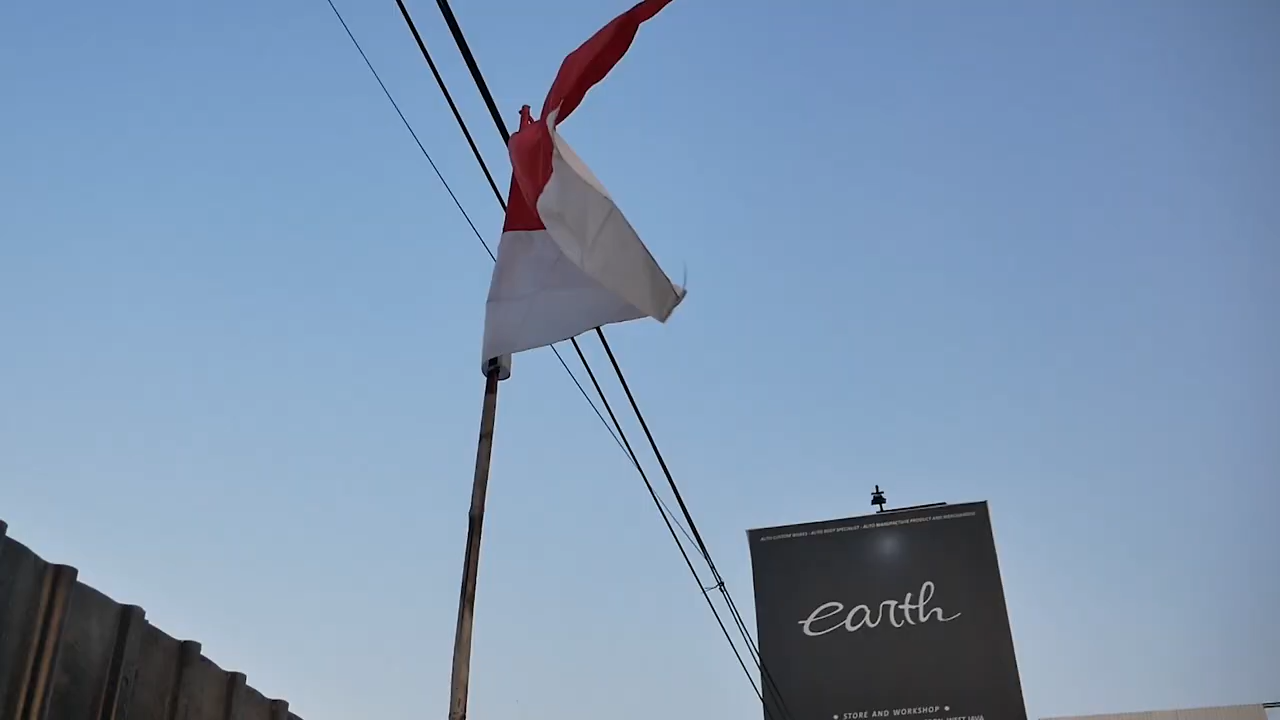 AUTO CUSTOM WORKS - AUTO BODY SPECIALIST - AUTO MANUFACTURE PRODUCT AND MERCHANDISE
earth
• STORE AND WORKSHOP •
WEST JAVA